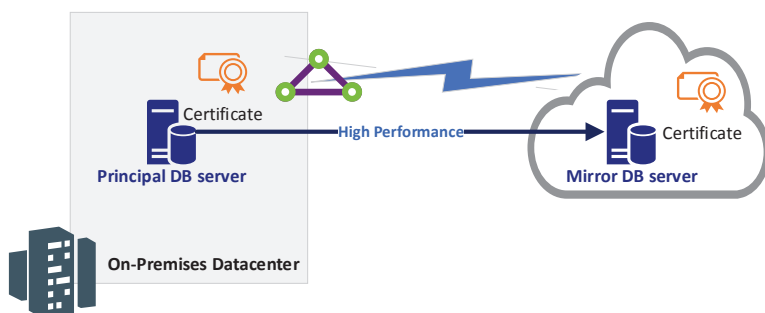 Certificate
High Performance
Certificate
Principal DB server
Mirror DB server
On-Premises Datacenter